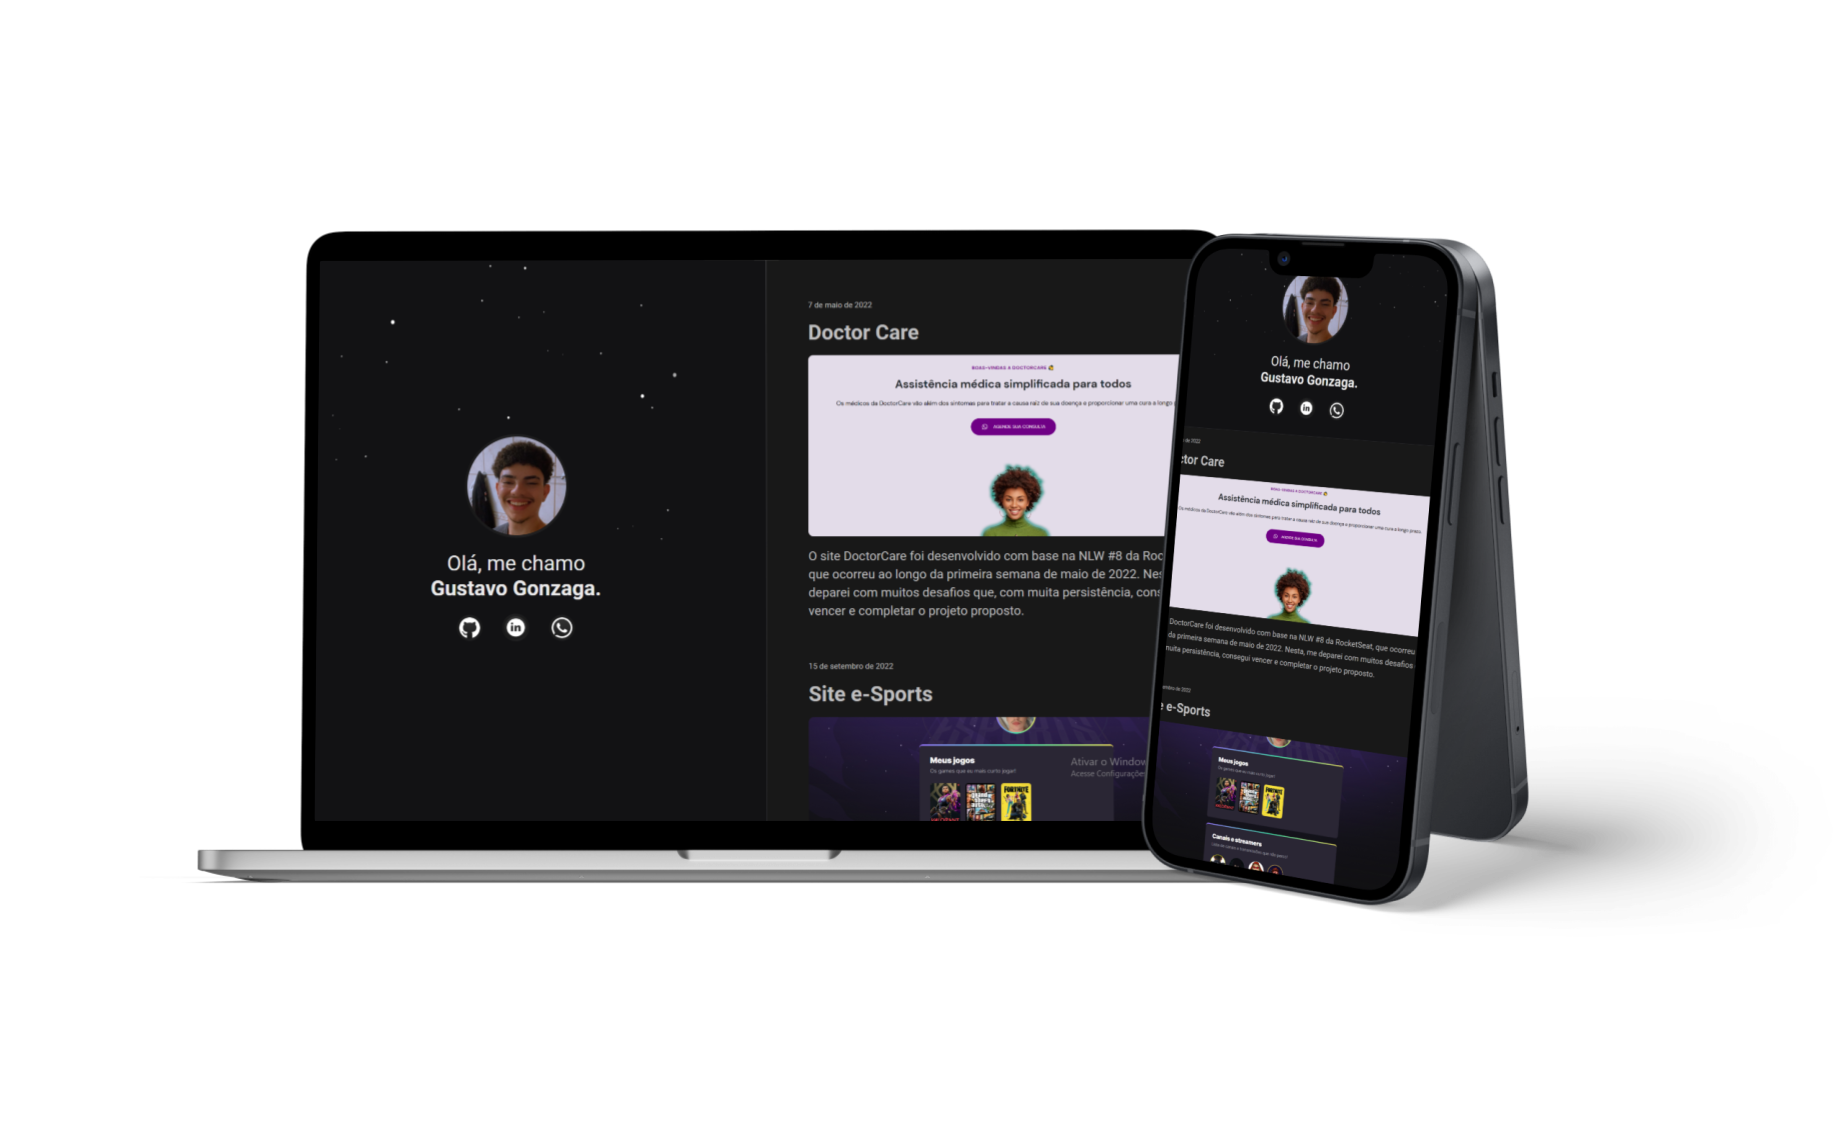 Olá, me chamo
Gustavo Gonzaga.
in
7 de maio de 2022
Doctor Care
BOAS-VINDAS A DOCTORCARE
Assistência médica simplificada para todos
Os médicos da DoctorCare vão além dos sintomas para tratar a causa raiz de sua doença e proporcionar uma cura a longo
AGENDE SUA CONSULTA
O site DoctorCare foi desenvolvido com base na NLW #8 da Roc
que ocorreu ao longo da primeira semana de maio de 2022. Nes
deparei com muitos desafios que, com muita persistência, cons
vencer e completar o projeto proposto.
15 de setembro de 2022
Site e-Sports
Meus jogos
Os games que eu mais curto jogar!
FORTNITE
Ativar o Window
Acesse Configurações
Olá, me chamo
Gustavo Gonzaga.
in
de 2022
ctor Care
BOAS-VINDAS A DOCTORCARE
Assistência médica simplificada para todos
Os médicos da DoctorCare vão além dos sintomas para tratar a causa raiz de sua doença e proporcionar uma cura a longo prazo
AGENDE SUA CONSULTA
DoctorCare foi desenvolvido com base na NLW #8 da RocketSeat, que ocorreu
da primeira semana de maio de 2022. Nesta, me deparei com muitos desafios
muita persistência, consegui vencer e completar o projeto proposto.
de 2022
e e-Sports
Meus jogos
Os games que eu mais curto jogar!
FORTNITE
Canais e streamers